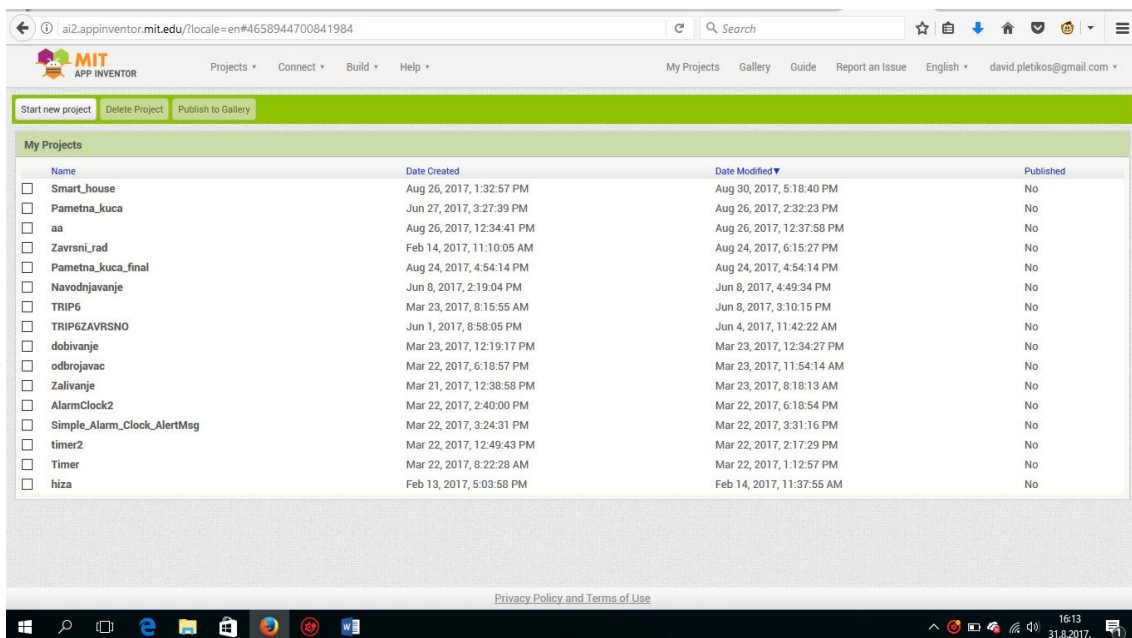 ai2.appinventor.mit.edu/?locale=en#4658944700841984 Search
MIT
APP INVENTOR
Projects Connect Build Help My Projects Gallery Guide Report an Issue English david.pletikos@gmail.com
Start new project Delete Project Publish to Gallery
My Projects
Name Date Created Date Modified▼ Published
Smart_house Aug 26, 2017, 1:32:57 PM Aug 30, 2017, 5:18:40 PM No
Pametna_kuca Jun 27, 2017, 3:27:39 PM Aug 26, 2017, 2:32:23 PM No
aa Aug 26, 2017, 12:34:41 PM Aug 26, 2017, 12:37:58 PM No
Zavrsni_rad Feb 14, 2017, 11:10:05 AM Aug 24, 2017, 6:15:27 PM No
Pametna_kuca_final Aug 24, 2017, 4:54:14 PM Aug 24, 2017, 4:54:14 PM No
Navodnjavanje Jun 8, 2017, 2:19:04 PM Jun 8, 2017, 4:49:34 PM No
TRIP6 Mar 23, 2017, 8:15:55 AM Jun 8, 2017, 3:10:15 PM No
TRIP6ZAVRSNO Jun 1, 2017, 8:58:05 PM Jun 4, 2017, 11:42:22 AM No
dobivanje Mar 23, 2017, 12:19:17 PM Mar 23, 2017, 12:34:27 PM No
odbrojavac Mar 22, 2017, 6:18:57 PM Mar 23, 2017, 11:54:14 AM No
Zalivanje Mar 21, 2017, 12:38:58 PM Mar 23, 2017, 8:18:13 AM No
AlarmClock2 Mar 22, 2017, 2:40:00 PM Mar 22, 2017, 6:18:54 PM No
Simple_Alarm_Clock_AlertMsg Mar 22, 2017, 3:24:31 PM Mar 22, 2017, 3:31:16 PM No
timer2 Mar 22, 2017, 12:49:43 PM Mar 22, 2017, 2:17:29 PM No
Timer Mar 22, 2017, 8:22:28 AM Mar 22, 2017, 1:12:57 PM No
hiza Feb 13, 2017, 5:03:58 PM Feb 14, 2017, 11:37:55 AM No
Privacy Policy and Terms of Use
16:13
31.8.2017.